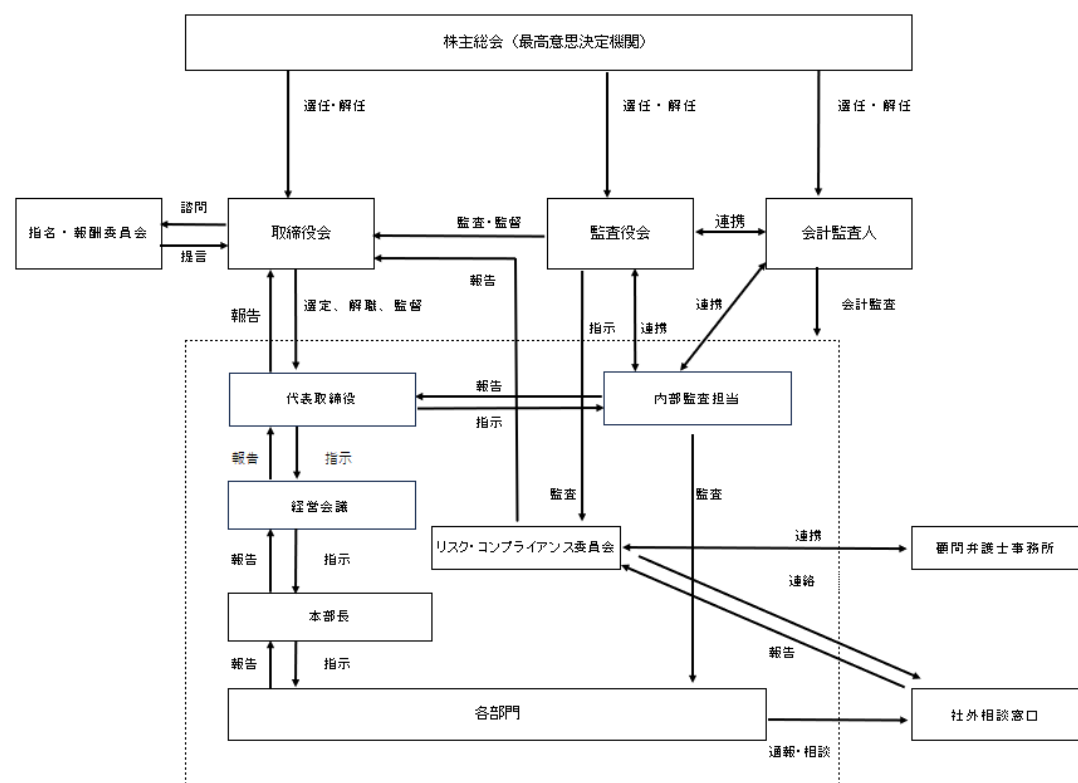 株主総会（最高意思決定機関）
選任・解任
選任・解任
選任・解任
諮問
指名・報酬委員会
提言
取締役会
監査・監督
監査役会
連携
会計監査人
報告
選定、解職、監督
報告
指示
連携
連携
会計監査
代表取締役
報告
指示
内部監査担当
報告
指示
経営会議
監査
監査
リスク・コンプライアンス委員会
連携
顧問弁護士事務所
報告
指示
連絡
本部長
報告
指示
報告
各部門
社外相談窓口
通報・相談